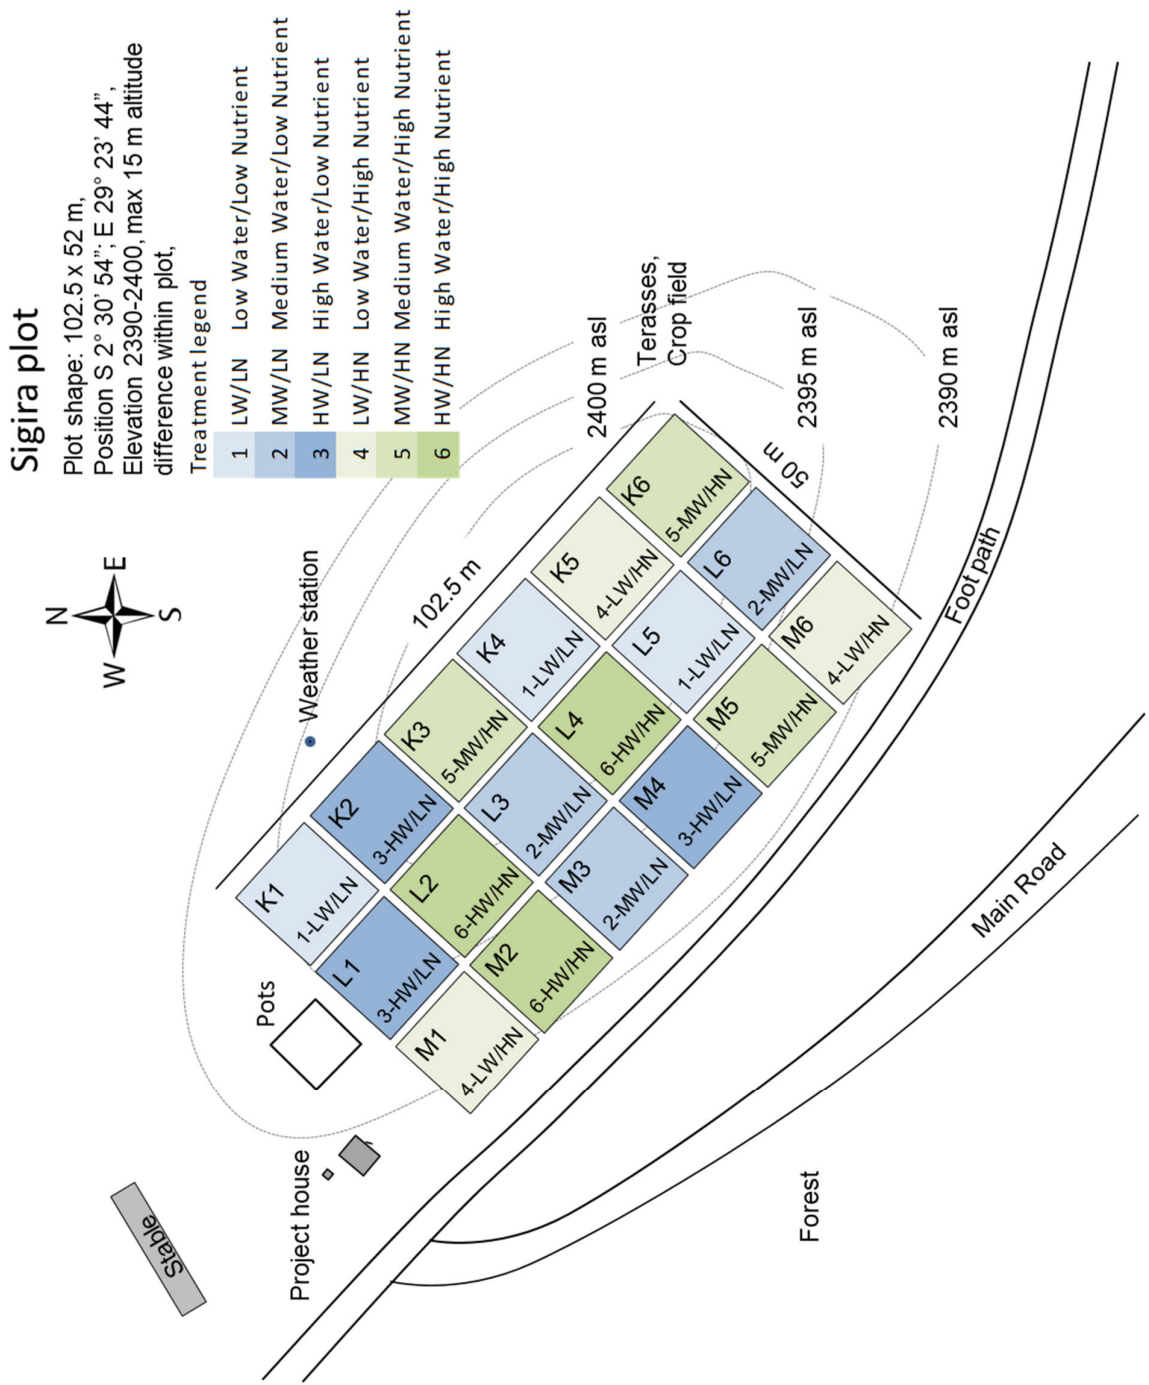 Sigira plot
Plot shape: 102.5 x 52 m,
Position S 2° 30’ 54”; E 29° 23’ 44”,
Elevation 2390-2400, max 15 m altitude
difference within plot,
Treatment legend
1 LW/LN Low Water/Low Nutrient
2 MW/LN Medium Water/Low Nutrient
3 HW/LN High Water/Low Nutrient
4 LW/HN Low Water/High Nutrient
5 MW/HN Medium Water/High Nutrient
6 HW/HN High Water/High Nutrient
N
W
E
S
Weather station
102.5 m
50 m
2400 m asl
Terasses,
Crop field
2395 m asl
2390 m asl
K1
1-LW/LN
K2
3-HW/LN
K3
5-MW/HN
K4
1-LW/LN
K5
4-LW/HN
K6
5-MW/HN
L1
3-HW/LN
L2
6-HW/HN
L3
2-MW/LN
L4
6-HW/HN
L5
1-LW/LN
L6
2-MW/LN
M1
4-LW/HN
M2
6-HW/HN
M3
2-MW/LN
M4
3-HW/LN
M5
5-MW/HN
M6
4-LW/HN
Pots
Project house
Stable
Foot path
Main Road
Forest